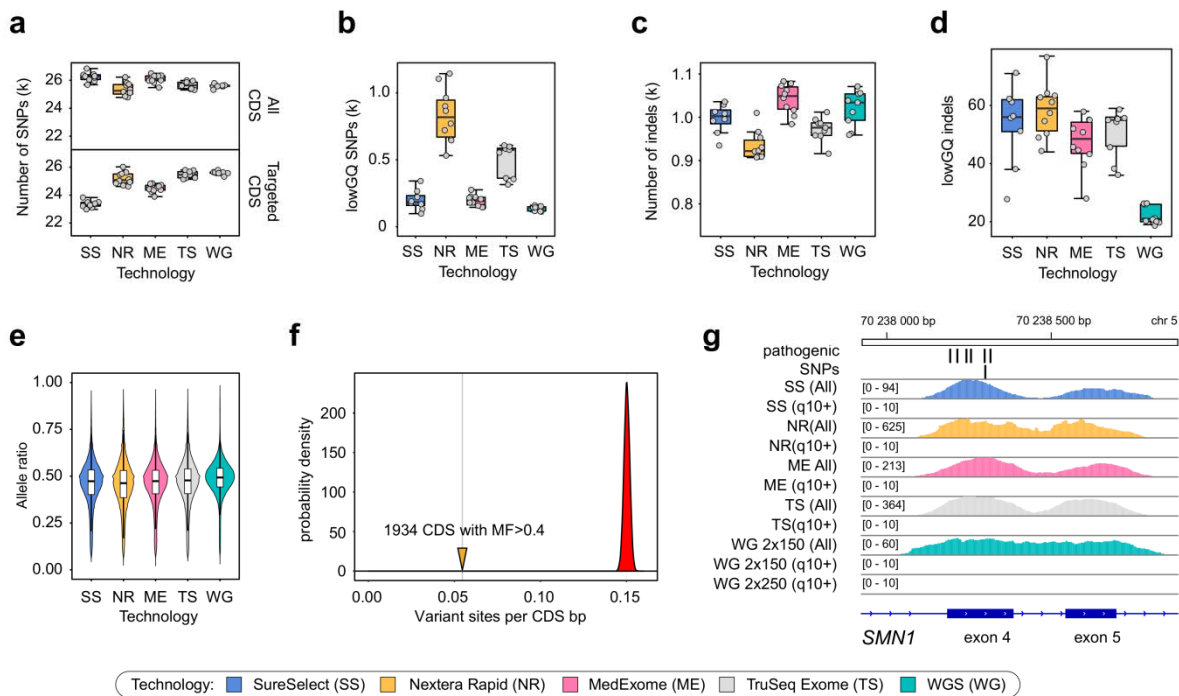 a
Number of SNPs (k)
26
25
26
24
22
All CDS
Targeted CDS
SS NR ME TS WG
Technology
b
lowGQ SNPs (k)
1
0.5
0
SS NR ME TS WG
Technology
c
Number of indels (k)
1.1
1.0
0.9
0.8
SS NR ME TS WG
Technology
d
lowGQ indels
60
40
20
SS NR ME TS WG
Technology
e
Allele ratio
1.00
0.75
0.50
0.25
0.00
SS NR ME TS WG
Technology
f
probability density
200
150
100
50
0
1934 CDS with MF>0.4
0.00 0.05 0.10 0.15
Variant sites per CDS bp
g
70 238 000 bp 70 238 500 bp chr 5
pathogenic
SNPs
SS (All) [0 - 94]
SS (q10+) [0 - 10]
NR(All) [0 - 625]
NR(q10+) [0 - 10]
ME All) [0 - 213]
ME (q10+) [0 - 10]
TS (All) [0 - 364]
TS(q10+) [0 - 10]
WG 2x150 (All) [0 - 60]
WG 2x150 (q10+) [0 - 10]
WG 2x250 (q10+) [0 - 10]
SMN1 exon 4 exon 5
Technology: SureSelect (SS) Nextera Rapid (NR) MedExome (ME) TruSeq Exome (TS) WGS (WG)